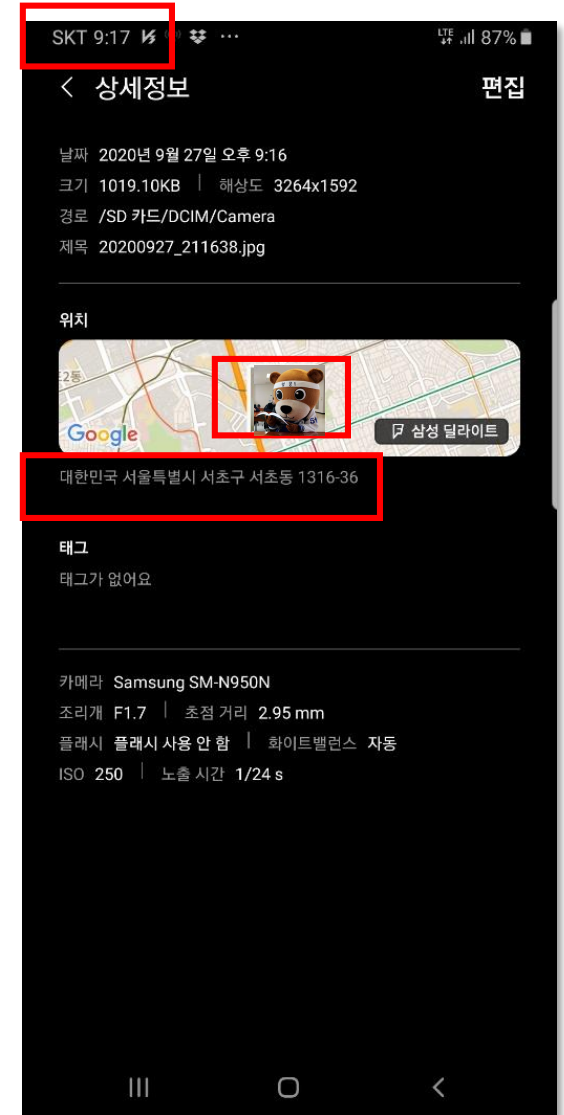 SKT 9:17 ···
LTE 87%
< 상세정보 편집
날짜 2020년 9월 27일 오후 9:16
크기 1019.10KB | 해상도 3264x1592
경로 /SD 카드/DCIM/Camera
제목 20200927_211638.jpg
위치
2동
Google 삼성 딜라이트
대한민국 서울특별시 서초구 서초동 1316-36
태그
태그가 없어요
카메라 Samsung SM-N950N
조리개 F1.7 | 초점 거리 2.95 mm
플래시 플래시 사용 안 함 | 화이트밸런스 자동
ISO 250 | 노출 시간 1/24 s